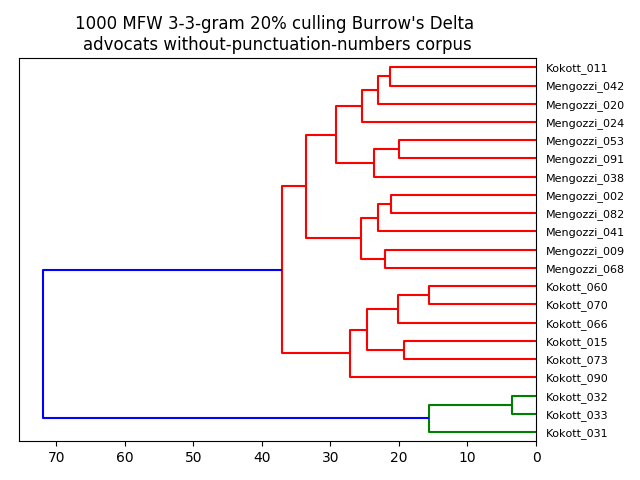 1000 MFW 3-3-gram 20% culling Burrow's Delta
advocats without-punctuation-numbers corpus
Kokott_011
Mengozzi_042
Mengozzi_020
Mengozzi_024
Mengozzi_053
Mengozzi_091
Mengozzi_038
Mengozzi_002
Mengozzi_082
Mengozzi_041
Mengozzi_009
Mengozzi_068
Kokott_060
Kokott_070
Kokott_066
Kokott_015
Kokott_073
Kokott_090
Kokott_032
Kokott_033
Kokott_031
70 60 50 40 30 20 10 0